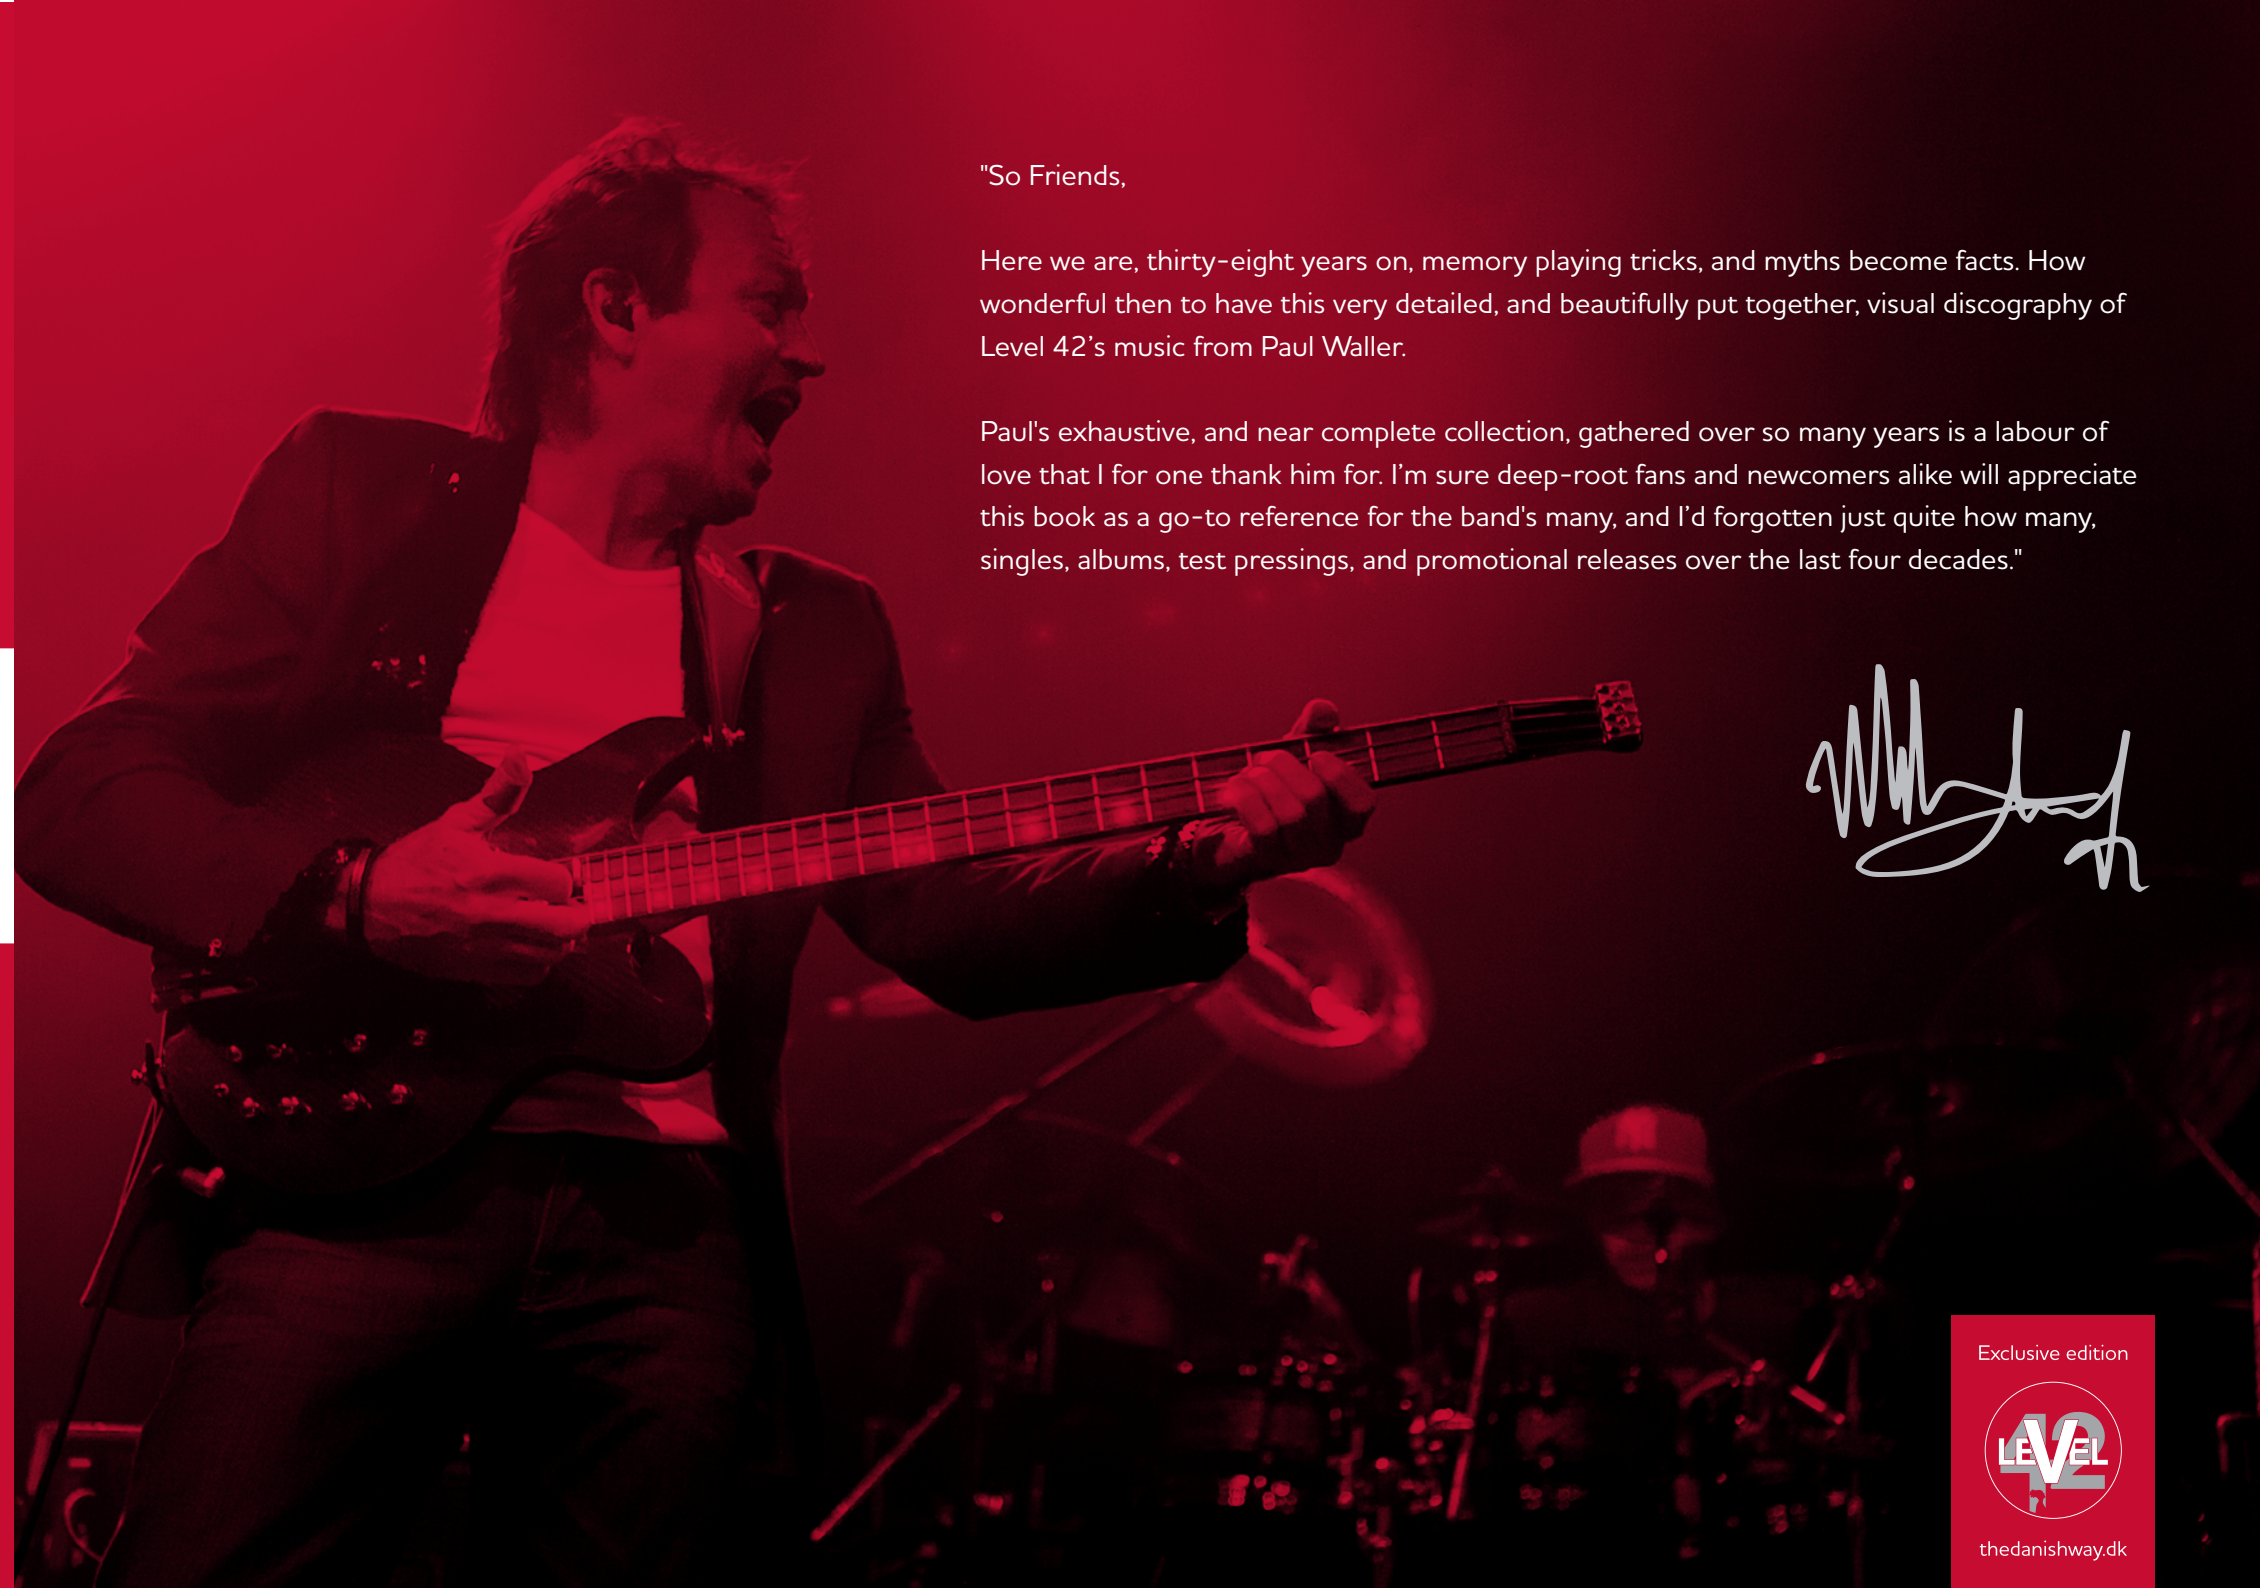 "So Friends,
Here we are, thirty-eight years on, memory playing tricks, and myths become facts. How
wonderful then to have this very detailed, and beautifully put together, visual discography of
Level 42’s music from Paul Waller.
Paul's exhaustive, and near complete collection, gathered over so many years is a labour of
love that I for one thank him for. I’m sure deep-root fans and newcomers alike will appreciate
this book as a go-to reference for the band's many, and I’d forgotten just quite how many,
singles, albums, test pressings, and promotional releases over the last four decades."
Exclusive edition
LEVEL 42
thedanishway.dk